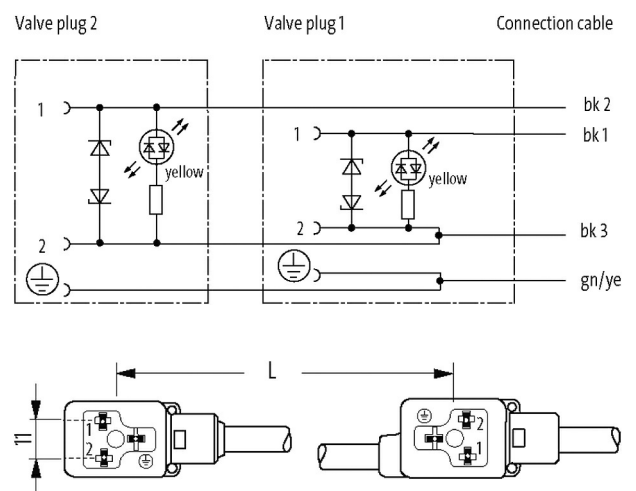 Valve plug 2 Valve plug 1 Connection cable
1 bk 2
1 bk 1
yellow yellow
2 bk 3
2
gn/ye
L
11
1 2
2 1